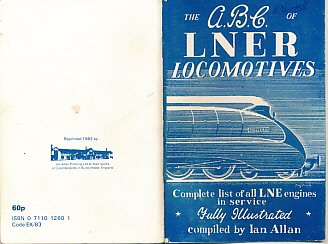 THE A.B.C. OF
LNER
LOCOMOTIVES
Complete list of all LNE engines
in service
Fully Illustrated
compiled by Ian Allan
Reprinted 1983 by
60p
ISBN 0 7110 1280 1
Code EX/83